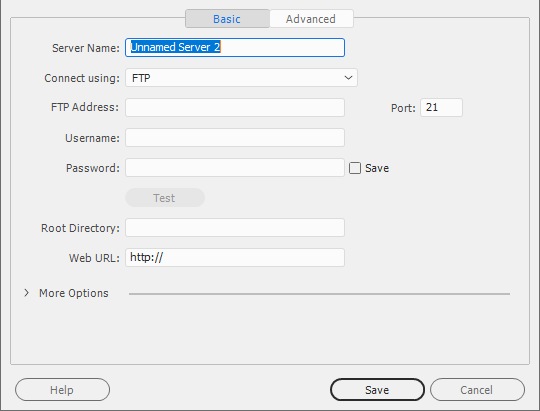 Basic Advanced
Server Name: Unnamed Server 2
Connect using: FTP
FTP Address: Port: 21
Username:
Password: Save
Test
Root Directory:
Web URL: http://
More Options
Help Save Cancel